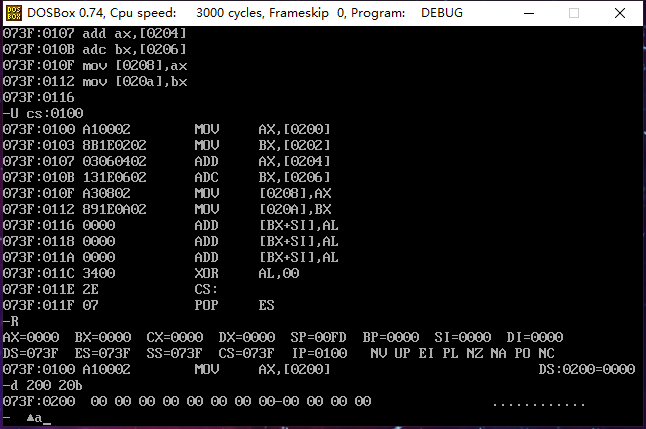 DOS BOX DOSBox 0.74, Cpu speed: 3000 cycles, Frameskip 0, Program: DEBUG
073F:0107 add ax,[0204]
073F:010B adc bx,[0206]
073F:010F mov [0208],ax
073F:0112 mov [020a],bx
073F:0116
-U cs:0100
073F:0100 A10002 MOV AX,[0200]
073F:0103 8B1E0202 MOV BX,[0202]
073F:0107 03060402 ADD AX,[0204]
073F:010B 131E0602 ADC BX,[0206]
073F:010F A30802 MOV [0208],AX
073F:0112 891E0A02 MOV [020A],BX
073F:0116 0000 ADD [BX+SI],AL
073F:0118 0000 ADD [BX+SI],AL
073F:011A 0000 ADD [BX+SI],AL
073F:011C 3400 XOR AL,00
073F:011E 2E CS:
073F:011F 07 POP ES
-R
AX=0000 BX=0000 CX=0000 DX=0000 SP=00FD BP=0000 SI=0000 DI=0000
DS=073F ES=073F SS=073F CS=073F IP=0100 NV UP EI PL NZ NA PO NC
073F:0100 A10002 MOV AX,[0200] DS:0200=0000
-d 200 20b
073F:0200 00 00 00 00 00 00 00 00-00 00 00 00 ............
- ▲a_